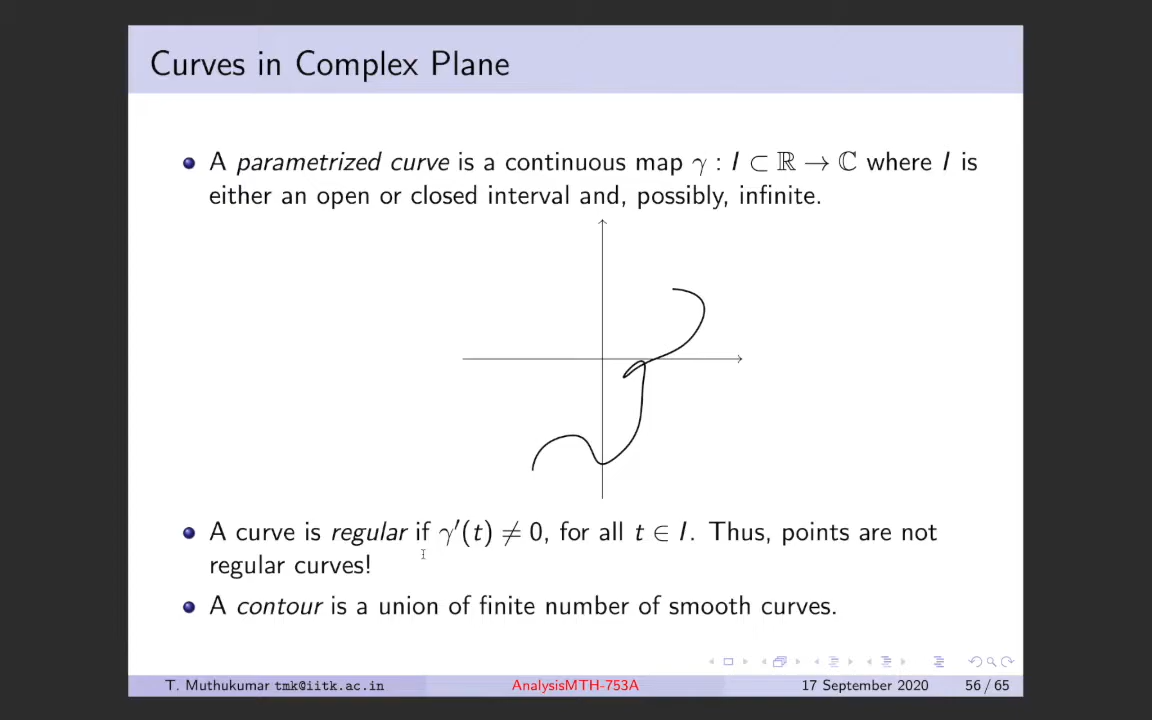 Curves in Complex Plane
A parametrized curve is a continuous map γ : I ⊂ ℝ → ℂ where I is
either an open or closed interval and, possibly, infinite.
A curve is regular if γ′(t) ≠ 0, for all t ∈ I. Thus, points are not
regular curves!
A contour is a union of finite number of smooth curves.
T. Muthukumar tmk@iitk.ac.in AnalysisMTH-753A 17 September 2020 56 / 65